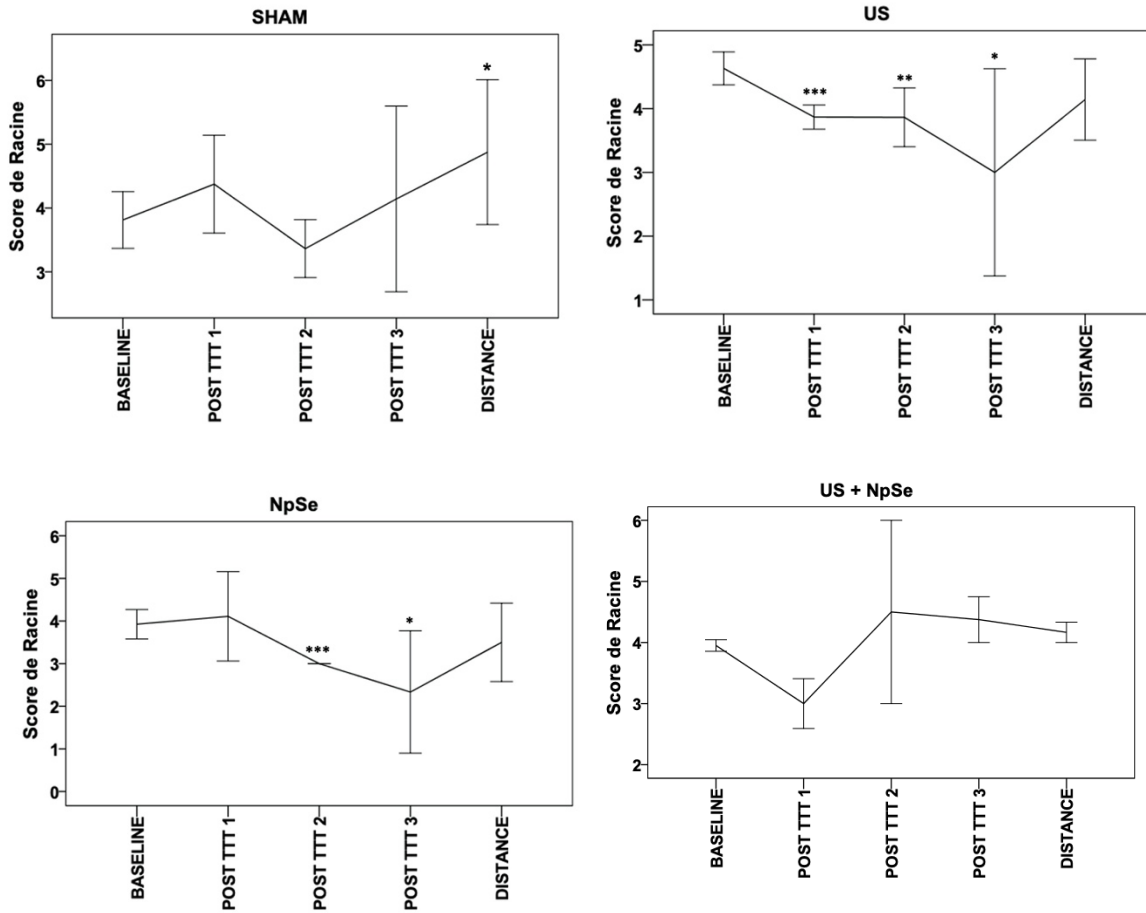 SHAM
Score de Racine
6
5
4
3
*
BASELINE
POST TTT 1
POST TTT 2
POST TTT 3
DISTANCE
US
Score de Racine
5
4
3
2
1
***
**
*
BASELINE
POST TTT 1
POST TTT 2
POST TTT 3
DISTANCE
NpSe
Score de Racine
6
5
4
3
2
1
0
***
*
BASELINE
POST TTT 1
POST TTT 2
POST TTT 3
DISTANCE
US + NpSe
Score de Racine
6
5
4
3
2
BASELINE
POST TTT 1
POST TTT 2
POST TTT 3
DISTANCE